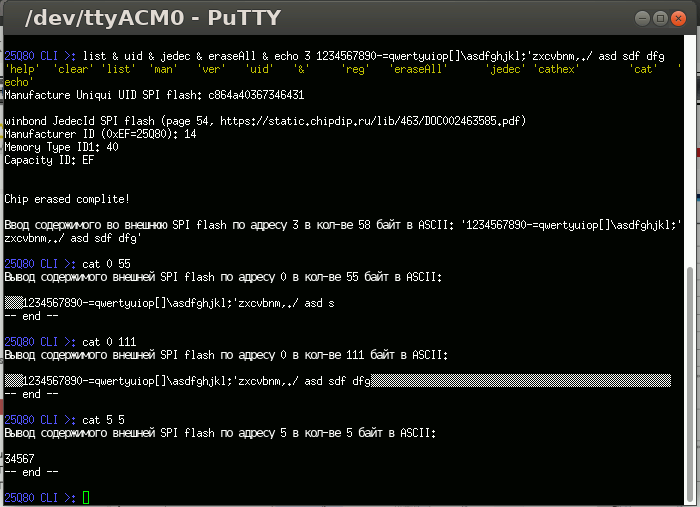 /dev/ttyACM0 - PuTTY
25Q80 CLI >: list & uid & jedec & eraseAll & echo 3 1234567890-=qwertyuiop[]\asdfghjkl;'zxcvbnm,./ asd sdf dfg
'help' 'clear' 'list' 'man' 'ver' 'uid' '&' 'reg' 'eraseAll' 'jedec' 'cathex' 'cat' '
echo'
Manufacture Uniqui UID SPI flash: c864a40367346431
winbond JedecId SPI flash (page 54, https://static.chipdip.ru/lib/463/DOC002463585.pdf)
Manufacturer ID (0xEF=25Q80): 14
Memory Type ID1: 40
Capacity ID: EF
Chip erased complite!
Ввод содержимого во внешнюю SPI flash по адресу 3 в кол-ве 58 байт в ASCII: '1234567890-=qwertyuiop[]\asdfghjkl;'
zxcvbnm,./ asd sdf dfg'
25Q80 CLI >: cat 0 55
Вывод содержимого внешней SPI flash по адресу 0 в кол-ве 55 байт в ASCII:
1234567890-=qwertyuiop[]\asdfghjkl;'zxcvbnm,./ asd s
-- end --
25Q80 CLI >: cat 0 111
Вывод содержимого внешней SPI flash по адресу 0 в кол-ве 111 байт в ASCII:
1234567890-=qwertyuiop[]\asdfghjkl;'zxcvbnm,./ asd sdf dfg
-- end --
25Q80 CLI >: cat 5 5
Вывод содержимого внешней SPI flash по адресу 5 в кол-ве 5 байт в ASCII:
34567
-- end --
25Q80 CLI >: